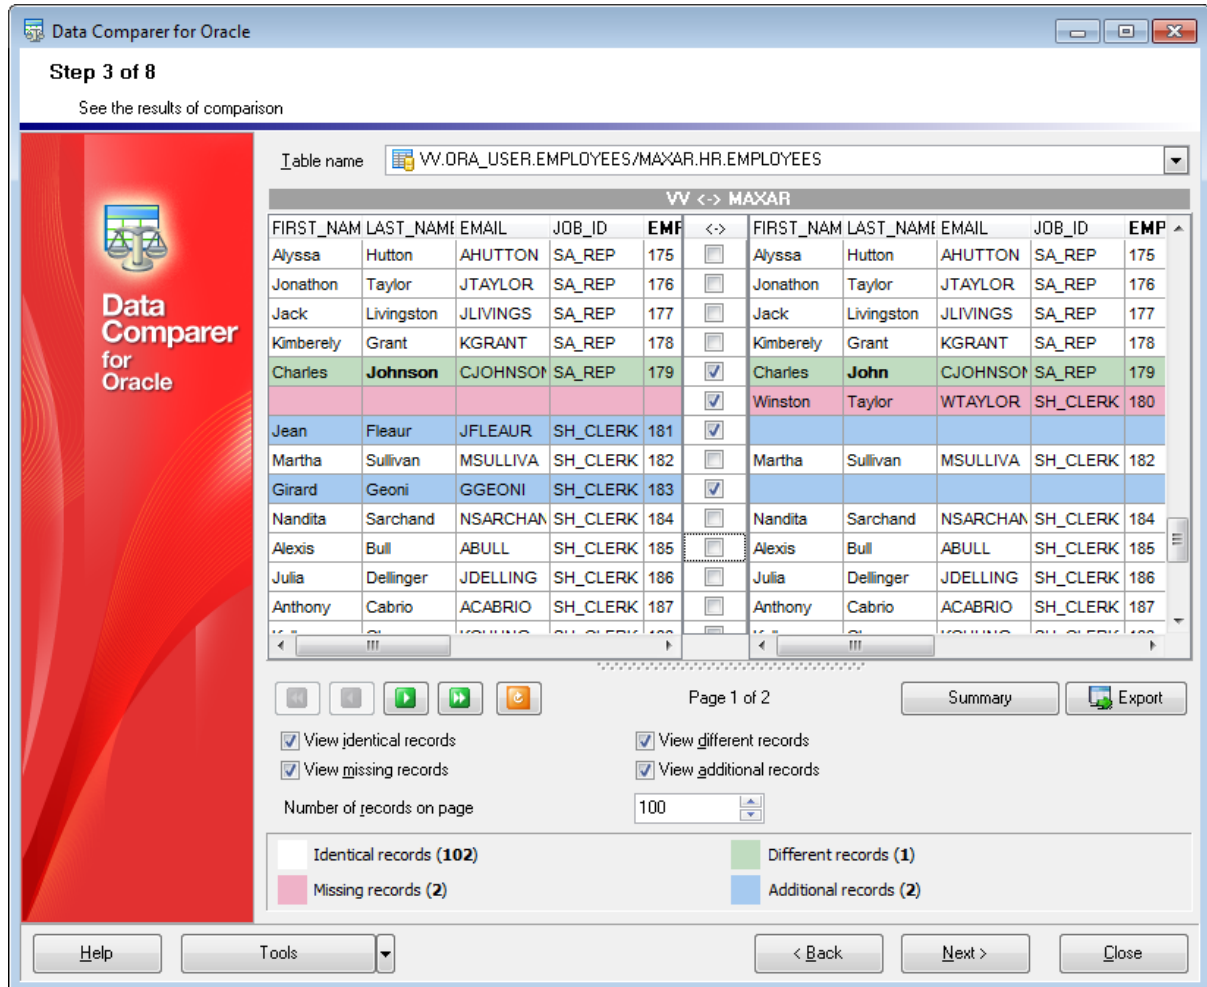 Data Comparer for Oracle
Step 3 of 8
See the results of comparison
Data
Comparer
for
Oracle
Table name VV.ORA_USER.EMPLOYEES/MAXAR.HR.EMPLOYEES
VV <-> MAXAR
FIRST_NAM LAST_NAME EMAIL JOB_ID EMP <-> FIRST_NAM LAST_NAME EMAIL JOB_ID EMP
Alyssa Hutton AHUTTON SA_REP 175 Alyssa Hutton AHUTTON SA_REP 175
Jonathon Taylor JTAYLOR SA_REP 176 Jonathon Taylor JTAYLOR SA_REP 176
Jack Livingston JLIVINGS SA_REP 177 Jack Livingston JLIVINGS SA_REP 177
Kimberely Grant KGRANT SA_REP 178 Kimberely Grant KGRANT SA_REP 178
Charles Johnson CJOHNSON SA_REP 179 Charles John CJOHNSON SA_REP 179
Winston Taylor WTAYLOR SH_CLERK 180
Jean Fleaur JFLEAUR SH_CLERK 181
Martha Sullivan MSULLIVA SH_CLERK 182 Martha Sullivan MSULLIVA SH_CLERK 182
Girard Geoni GGEONI SH_CLERK 183
Nandita Sarchand NSARCHAN SH_CLERK 184 Nandita Sarchand NSARCHAN SH_CLERK 184
Alexis Bull ABULL SH_CLERK 185 Alexis Bull ABULL SH_CLERK 185
Julia Dellinger JDELLING SH_CLERK 186 Julia Dellinger JDELLING SH_CLERK 186
Anthony Cabrio ACABRIO SH_CLERK 187 Anthony Cabrio ACABRIO SH_CLERK 187
Page 1 of 2 Summary Export
View identical records View different records
View missing records View additional records
Number of records on page 100
Identical records (102) Different records (1)
Missing records (2) Additional records (2)
Help Tools < Back Next > Close